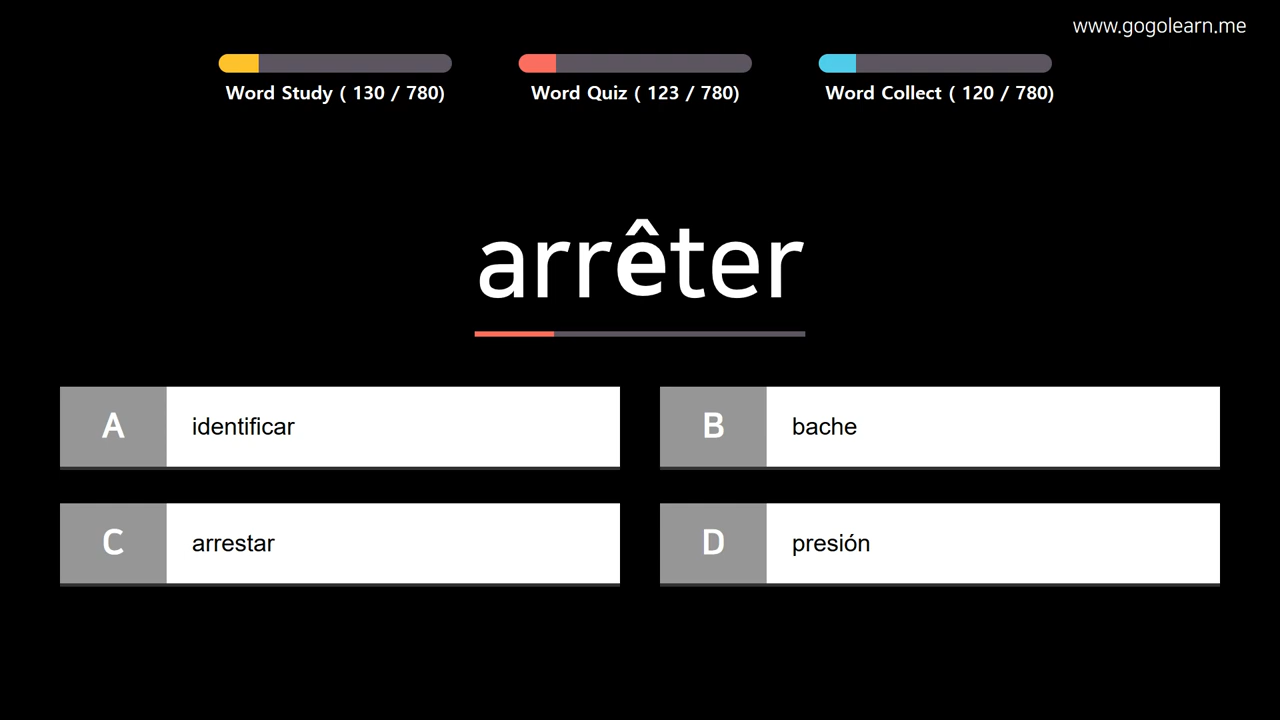 www.gogolearn.me
Word Study ( 130 / 780)
Word Quiz ( 123 / 780)
Word Collect ( 120 / 780)
arrêter
A identificar
B bache
C arrestar
D presión